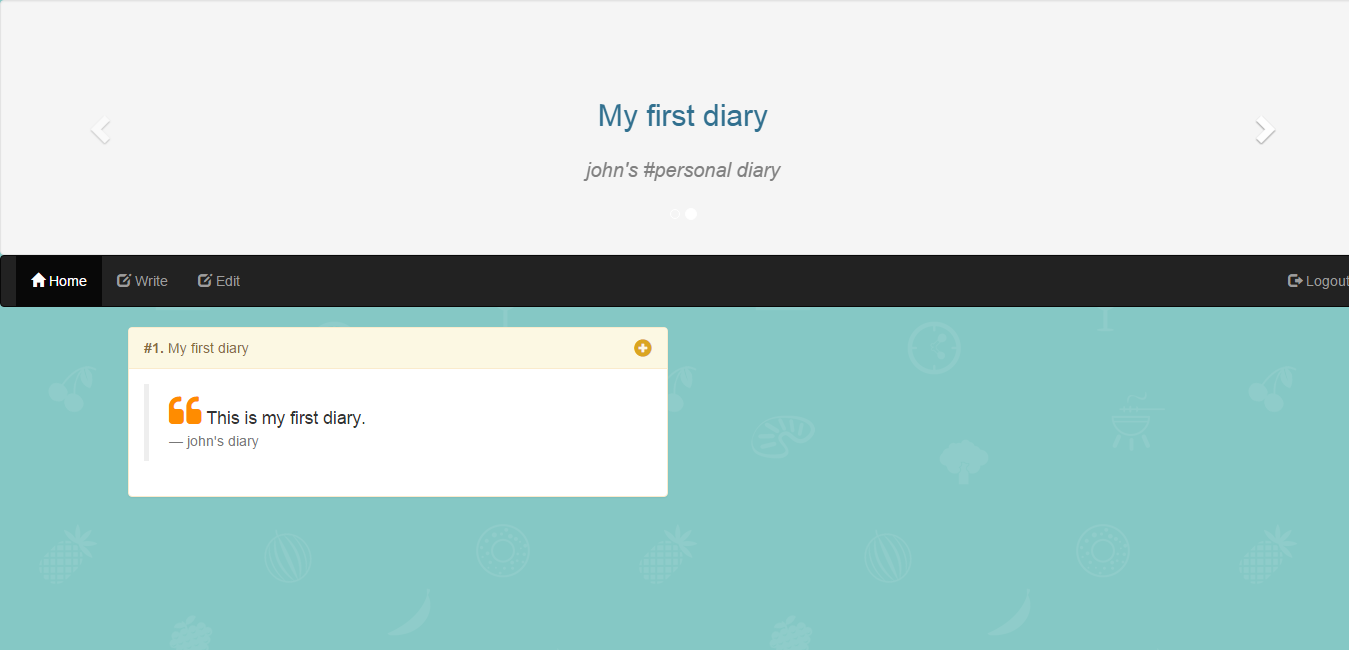 My first diary
john's #personal diary
Home Write Edit Logout
#1. My first diary
This is my first diary.
— john's diary